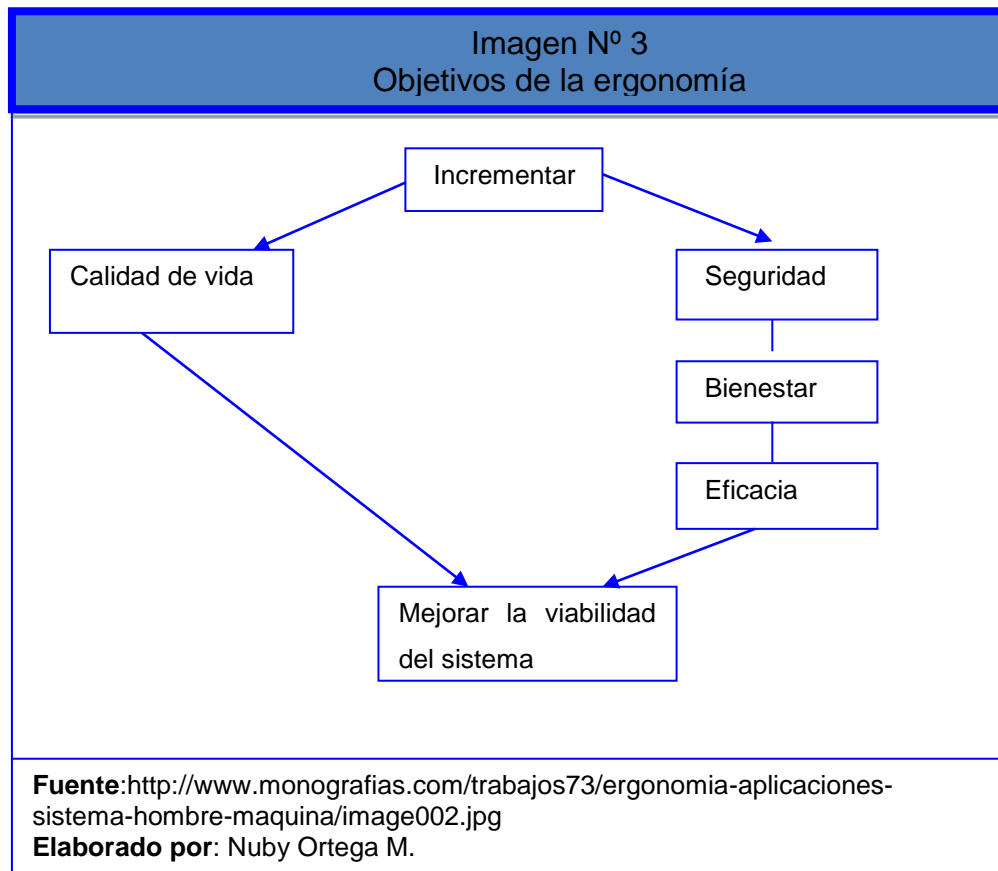 Imagen Nº 3
Objetivos de la ergonomía
Incrementar
Calidad de vida
Seguridad
Bienestar
Eficacia
Mejorar la viabilidad
del sistema
Fuente:http://www.monografias.com/trabajos73/ergonomia-aplicaciones-
sistema-hombre-maquina/image002.jpg
Elaborado por: Nuby Ortega M.